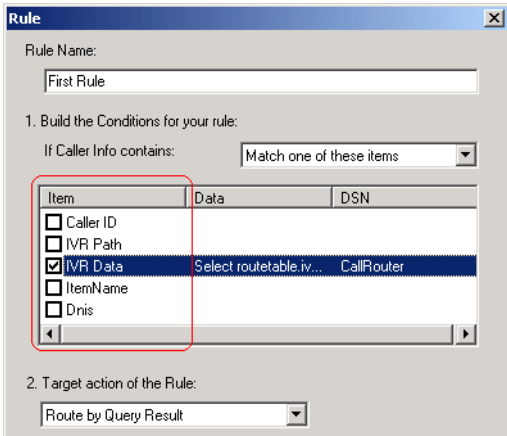 Rule
Rule Name:
First Rule
1. Build the Conditions for your rule:
If Caller Info contains: Match one of these items
Item Data DSN
Caller ID
IVR Path
IVR Data Select routetable.iv... CallRouter
ItemName
Dnis
2. Target action of the Rule:
Route by Query Result